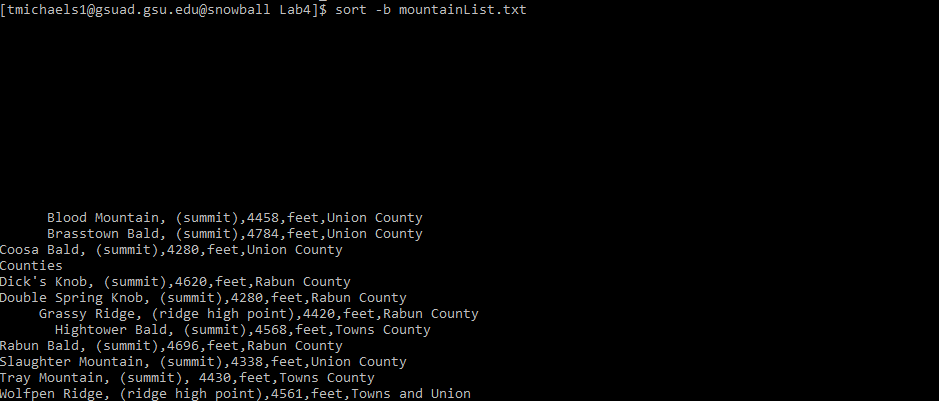 [tmichaels1@gsuad.gsu.edu@snowball Lab4]$ sort -b mountainList.txt
Blood Mountain, (summit),4458,feet,Union County
Brasstown Bald, (summit),4784,feet,Union County
Coosa Bald, (summit),4280,feet,Union County
Counties
Dick's Knob, (summit),4620,feet,Rabun County
Double Spring Knob, (summit),4280,feet,Rabun County
Grassy Ridge, (ridge high point),4420,feet,Rabun County
Hightower Bald, (summit),4568,feet,Towns County
Rabun Bald, (summit),4696,feet,Rabun County
Slaughter Mountain, (summit),4338,feet,Union County
Tray Mountain, (summit), 4430,feet,Towns County
Wolfpen Ridge, (ridge high point),4561,feet,Towns and Union